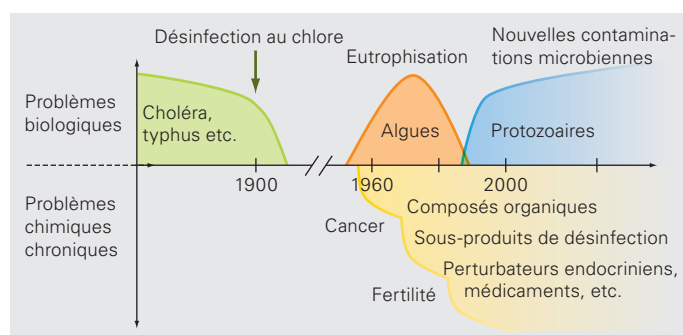 Désinfection au chlore
Eutrophisation
Nouvelles contamina-
tions microbiennes
Problèmes
biologiques
Choléra,
typhus etc.
Algues
Protozoaires
1900
1960
2000
Problèmes
chimiques
chroniques
Cancer
Composés organiques
Sous-produits de désinfection
Fertilité
Perturbateurs endocriniens,
médicaments, etc.